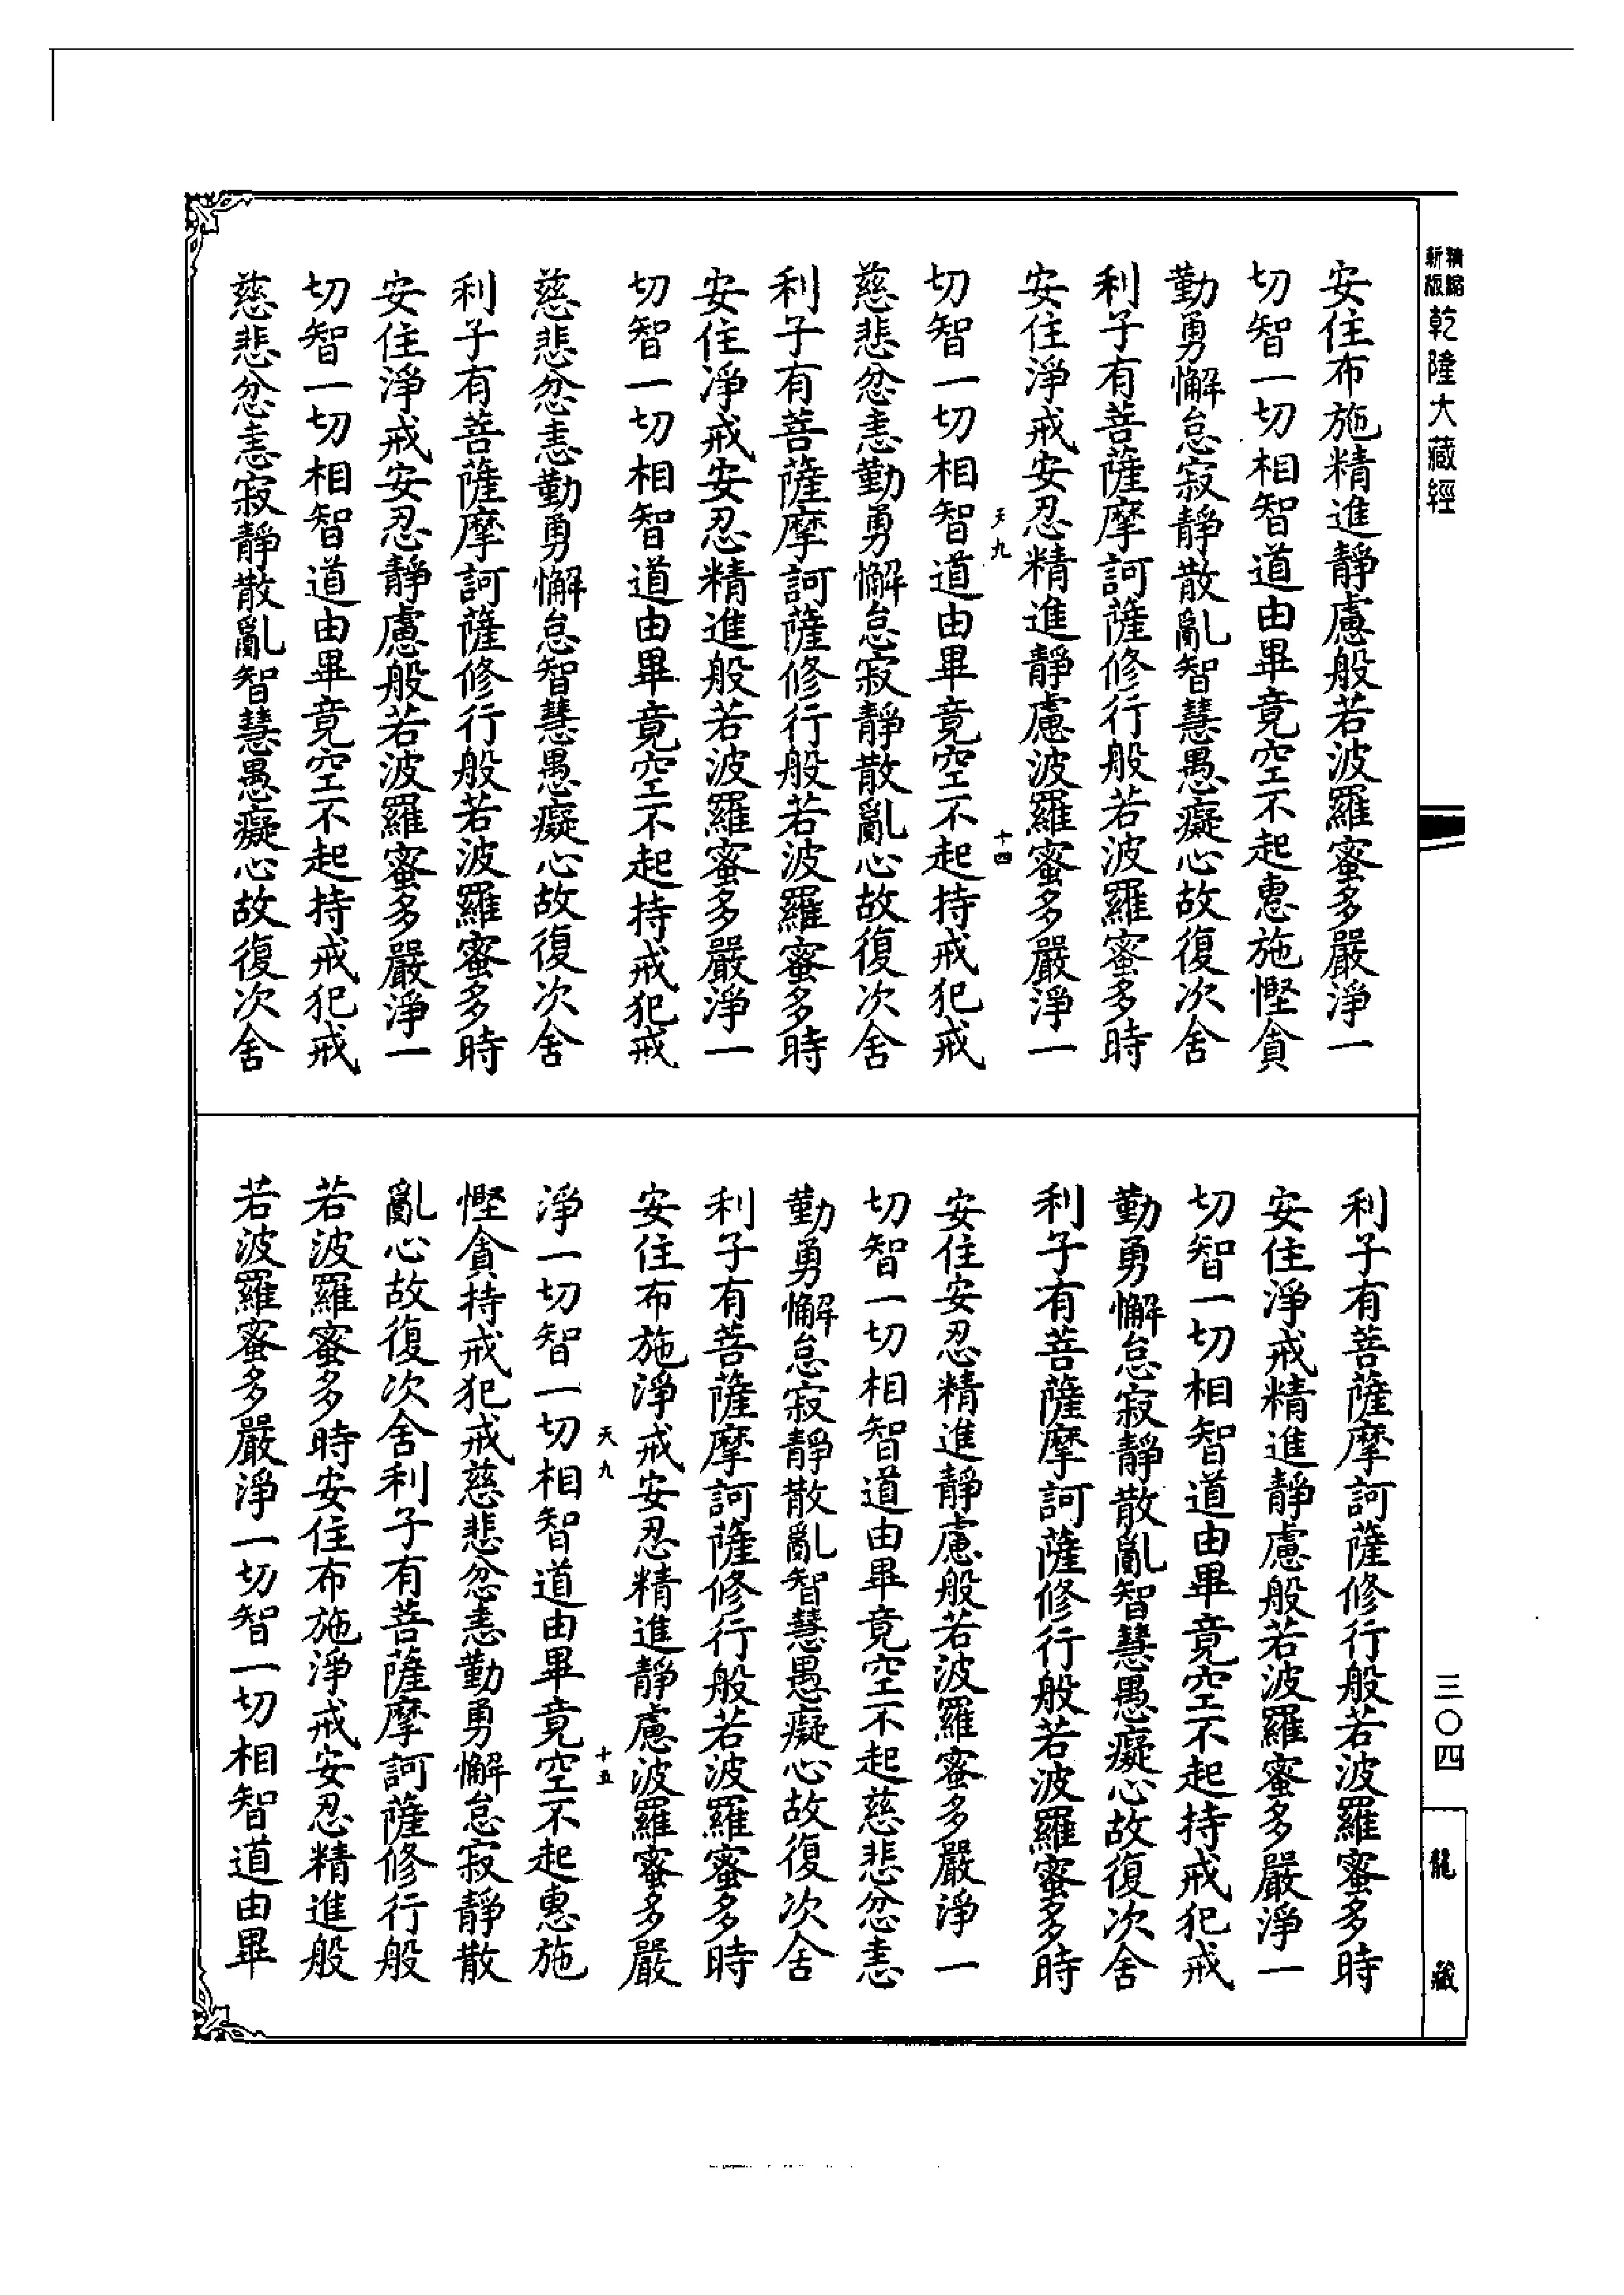 精縮新版乾隆大藏經
安住布施精進靜慮般若波羅蜜多嚴淨一
切智一切相智道由畢竟空不起惠施慳貪
勤勇懈怠寂靜散亂智慧愚癡心故復次舍
利子有菩薩摩訶薩修行般若波羅蜜多時
安住淨戒安忍精進靜慮波羅蜜多嚴淨一
天九 十四
切智一切相智道由畢竟空不起持戒犯戒
慈悲忿恚勤勇懈怠寂靜散亂心故復次舍
利子有菩薩摩訶薩修行般若波羅蜜多時
安住淨戒安忍精進般若波羅蜜多嚴淨一
切智一切相智道由畢竟空不起持戒犯戒
慈悲忿恚勤勇懈怠智慧愚癡心故復次舍
利子有菩薩摩訶薩修行般若波羅蜜多時
安住淨戒安忍靜慮般若波羅蜜多嚴淨一
切智一切相智道由畢竟空不起持戒犯戒
慈悲忿恚寂靜散亂智慧愚癡心故復次舍
利子有菩薩摩訶薩修行般若波羅蜜多時
安住淨戒精進靜慮般若波羅蜜多嚴淨一
切智一切相智道由畢竟空不起持戒犯戒
勤勇懈怠寂靜散亂智慧愚癡心故復次舍
利子有菩薩摩訶薩修行般若波羅蜜多時
安住安忍精進靜慮般若波羅蜜多嚴淨一
切智一切相智道由畢竟空不起慈悲忿恚
勤勇懈怠寂靜散亂智慧愚癡心故復次舍
利子有菩薩摩訶薩修行般若波羅蜜多時
安住布施淨戒安忍精進靜慮波羅蜜多嚴
天九 十五
淨一切智一切相智道由畢竟空不起惠施
慳貪持戒犯戒慈悲忿恚勤勇懈怠寂靜散
亂心故復次舍利子有菩薩摩訶薩修行般
若波羅蜜多時安住布施淨戒安忍精進般
若波羅蜜多嚴淨一切智一切相智道由畢
三〇四
龍藏